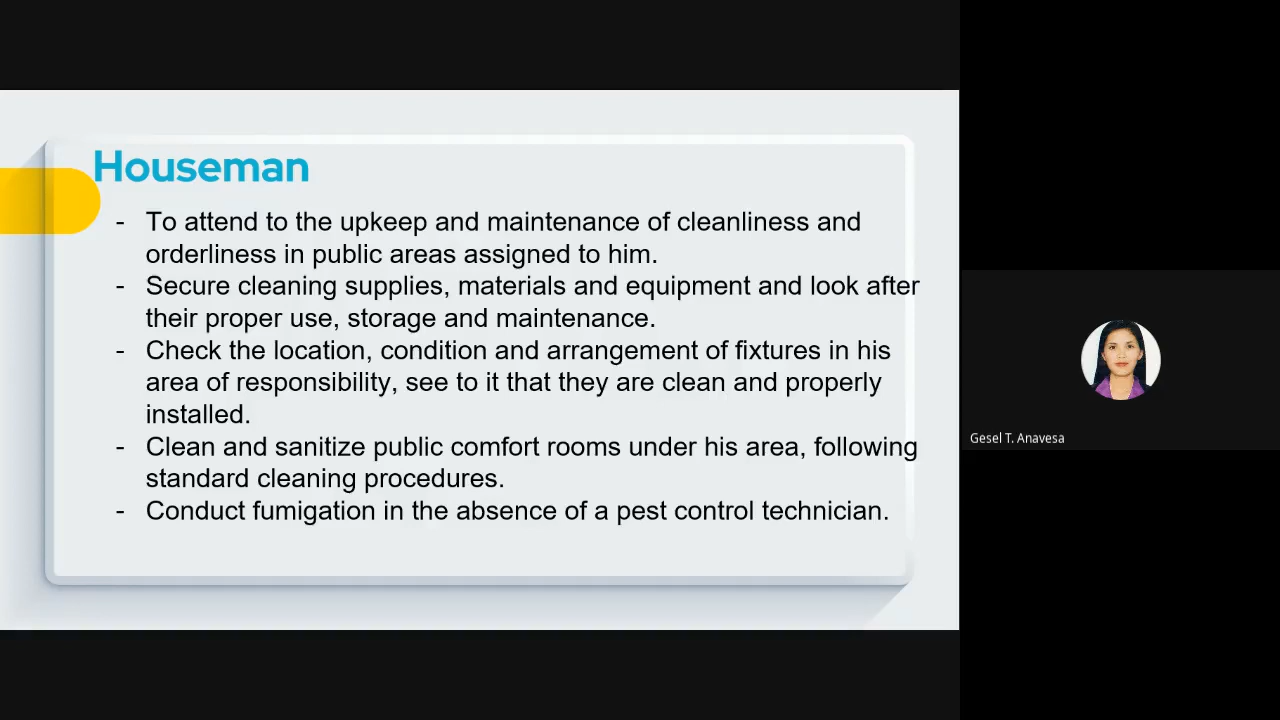 Houseman
- To attend to the upkeep and maintenance of cleanliness and
orderliness in public areas assigned to him.
- Secure cleaning supplies, materials and equipment and look after
their proper use, storage and maintenance.
- Check the location, condition and arrangement of fixtures in his
area of responsibility, see to it that they are clean and properly
installed.
- Clean and sanitize public comfort rooms under his area, following
standard cleaning procedures.
- Conduct fumigation in the absence of a pest control technician.
Gesel T. Anavesa